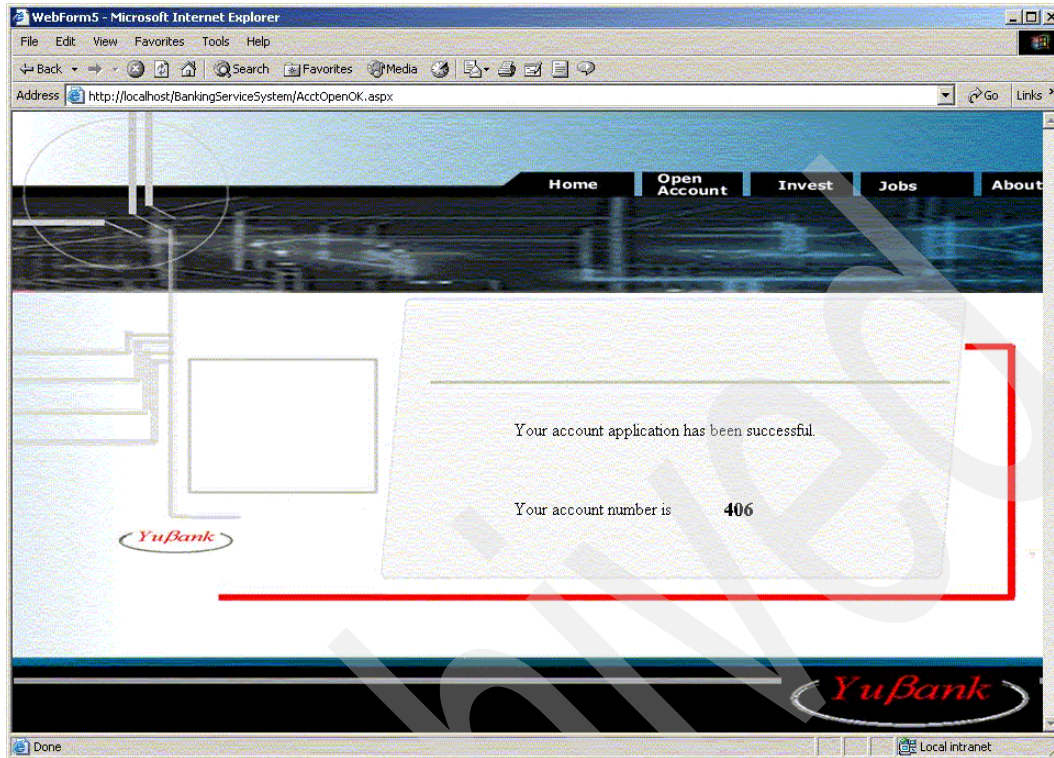 WebForm5 - Microsoft Internet Explorer
File Edit View Favorites Tools Help
Back Search Favorites Media
Address http://localhost/BankingServiceSystem/AcctOpenOK.aspx Go Links
Home Open Account Invest Jobs About
Your account application has been successful.
Your account number is 406
YuBank
YuBank
Done Local intranet